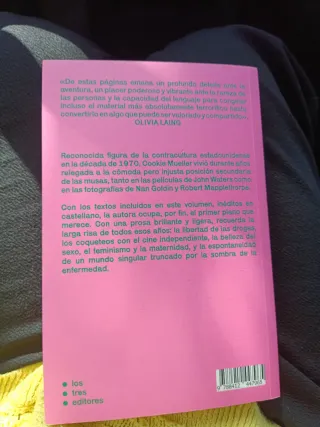 «De estas páginas emana un profundo deleite ante la
aventura, un placer poderoso y vibrante ante la rareza de
las personas y la capacidad del lenguaje para coger
incluso el material más absolutamente terrorífico
convertirlo en algo que puede ser valorado y compartido».
OLIVIA LAING
Reconocida figura de la contracultura estadounidense
en la década de 1970, Cookie Mueller vivió durante años
relegada a la cómoda pero injusta posición secundaria
de las musas, tanto en las películas de John Waters como
en las fotografías de Nan Goldin o Robert Mapplethorpe.
Con los textos incluidos en este volumen, inéditos en
castellano, la autora ocupa, por fin, el primer plano que
merece. Con una prosa brillante y ligera, recuerda la
larga risa de todos esos años: la libertad de las drogas,
los coqueteos con el cine independiente, la belleza del
sexo, el feminismo y la maternidad, y la espontaneidad
de un mundo singular truncado por la sombra de la
enfermedad.
los
tres
editores